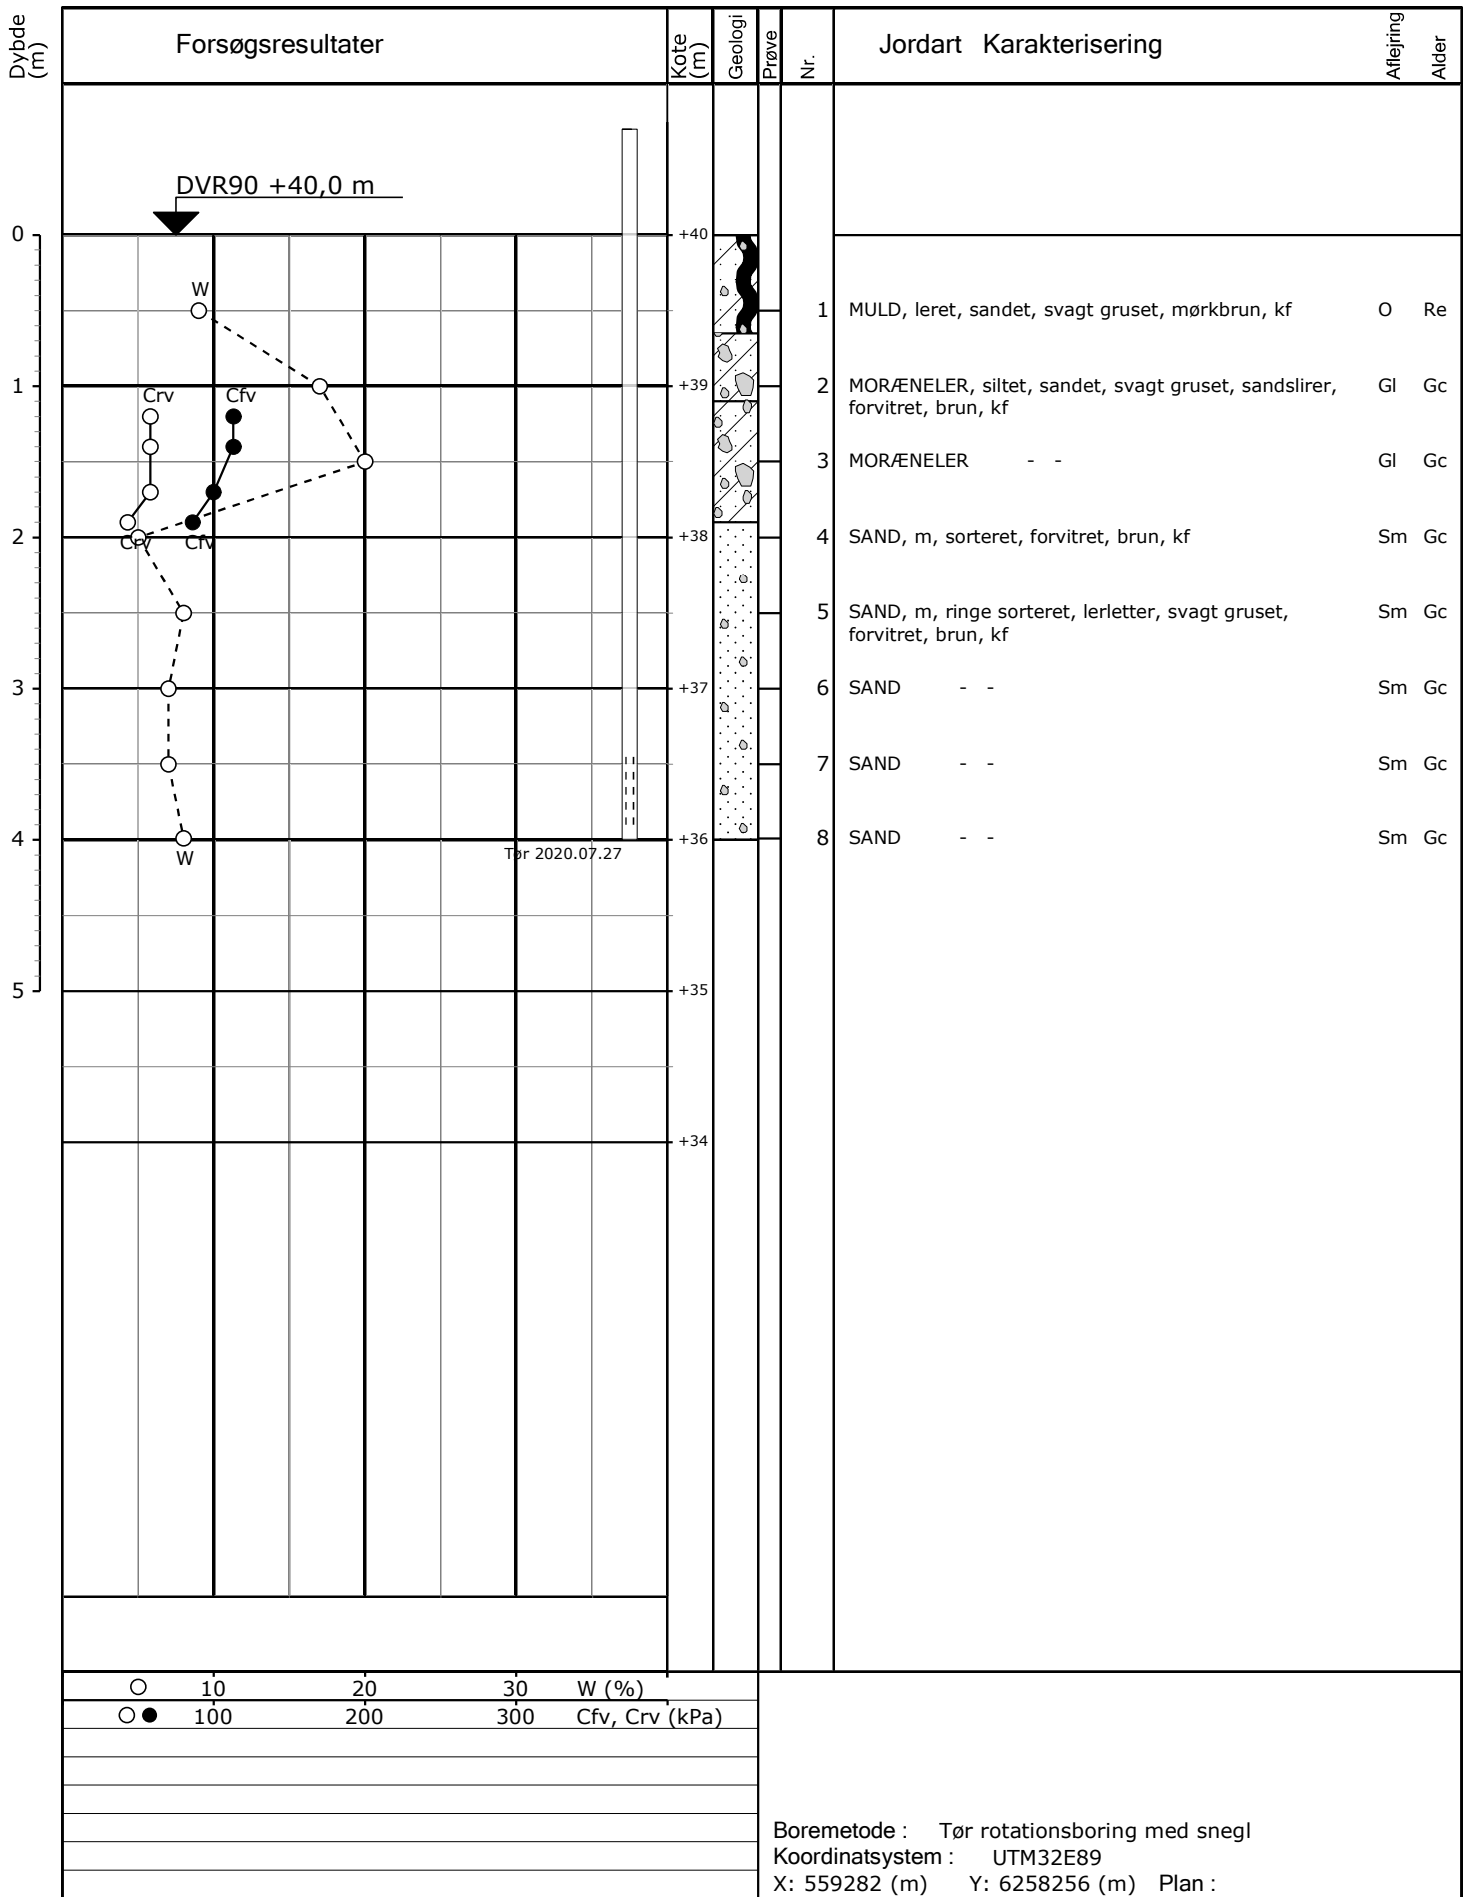 Dybde (m)
Forsøgsresultater
Kote (m)
Geologi
Prøve
Nr.
Jordart Karakterisering
Aflejring
Alder
DVR90 +40,0 m
0
+40
W
1 MULD, leret, sandet, svagt gruset, mørkbrun, kf O Re
1
+39
2 MORÆNELER, siltet, sandet, svagt gruset, sandslirer, Gl Gc
forvitret, brun, kf
Crv Cfv
3 MORÆNELER - - Gl Gc
2
+38
Crv Cfv
4 SAND, m, sorteret, forvitret, brun, kf Sm Gc
5 SAND, m, ringe sorteret, lerletter, svagt gruset, Sm Gc
forvitret, brun, kf
3
+37
6 SAND - - Sm Gc
7 SAND - - Sm Gc
4
+36
8 SAND - - Sm Gc
W
Tør 2020.07.27
5
+35
+34
10 20 30 W (%)
100 200 300 Cfv, Crv (kPa)
Boremetode : Tør rotationsboring med snegl
Koordinatsystem : UTM32E89
X: 559282 (m) Y: 6258256 (m) Plan :